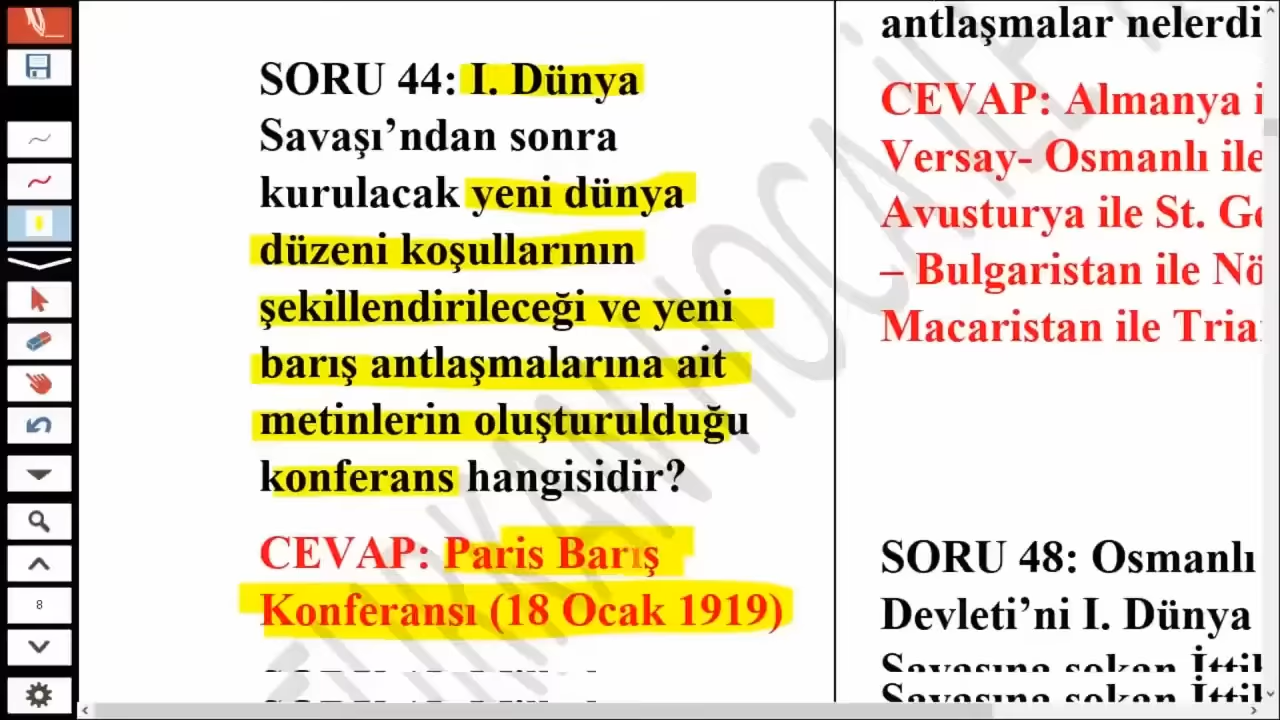 SORU 44: I. Dünya
Savaşı’ndan sonra
kurulacak yeni dünya
düzeni koşullarının
şekillendirileceği ve yeni
barış antlaşmalarına ait
metinlerin oluşturulduğu
konferans hangisidir?
CEVAP: Paris Barış
Konferansı (18 Ocak 1919)
antlaşmalar nelerdi
CEVAP: Almanya i
Versay- Osmanlı ile
Avusturya ile St. G
– Bulgaristan ile Nö
Macaristan ile Tria
SORU 48: Osmanlı
Devleti’ni I. Dünya
8